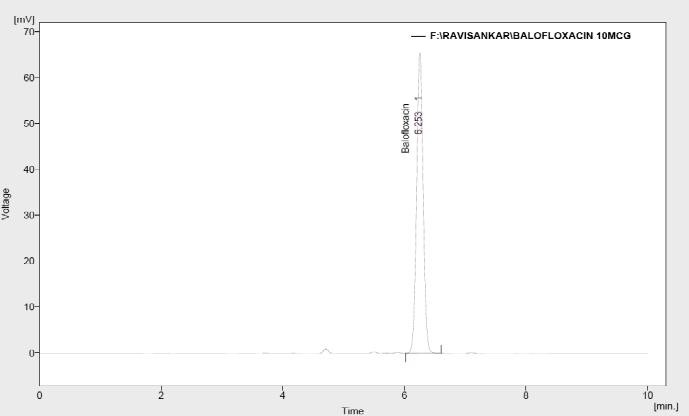 [mV]
F:\RAVISANKAR\BALOFLOXACIN 10MCG
70
60
50
40
30
20
10
0
Voltage
Balofloxacin
6.253 1
0 2 4 6 8 10
Time
[min.]